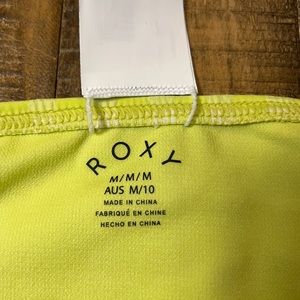 ROXY
M/M/M
AUS M/10
MADE IN CHINA
FABRIQUÉ EN CHINE
HECHO EN CHINA